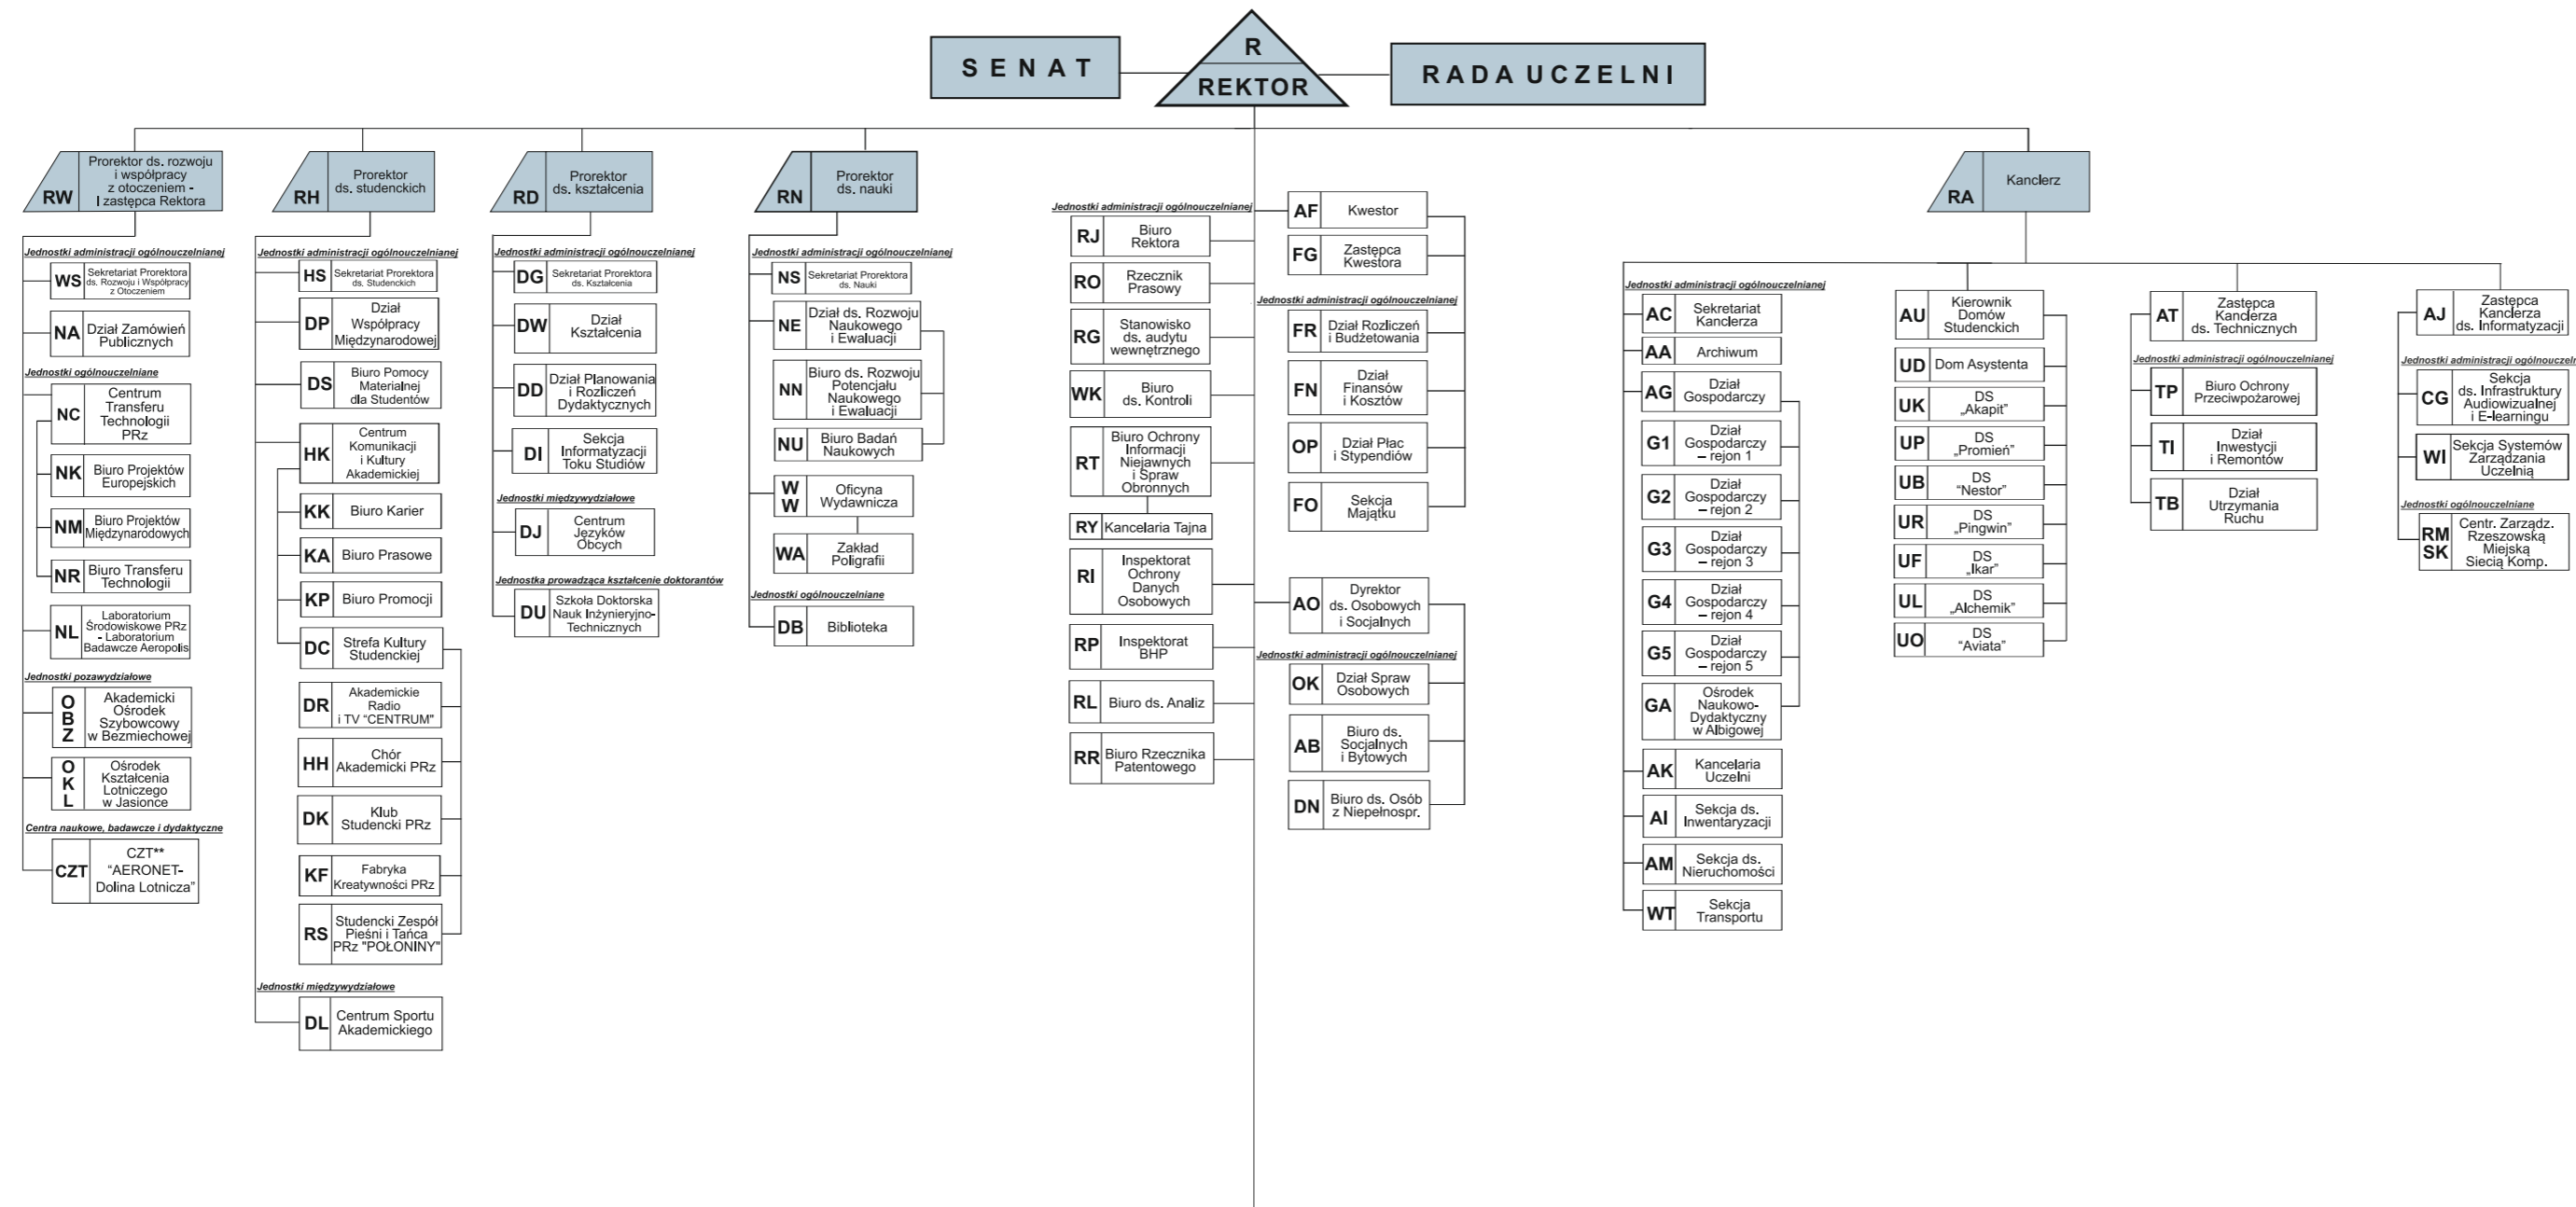 SENAT
R
REKTOR
RADA UCZELNI
RW
Prorektor ds. rozwoju
i współpracy
z otoczeniem -
I zastępca Rektora
Jednostki administracji ogólnouczelnianej
WS
Sekretariat Prorektora
ds. Rozwoju i Współpracy
z Otoczeniem
NA
Dział Zamówień
Publicznych
Jednostki ogólnouczelniane
NC
Centrum
Transferu
Technologii
PRz
NK
Biuro Projektów
Europejskich
NM
Biuro Projektów
Międzynarodowych
NR
Biuro Transferu
Technologii
NL
Laboratorium
Środowiskowe PRz
- Laboratorium
Badawcze Aeropolis
Jednostki pozawydziałowe
O
B
Z
Akademicki
Ośrodek
Szybowcowy
w Bezmiechowej
O
K
L
Ośrodek
Kształcenia
Lotniczego
w Jasionce
Centra naukowe, badawcze i dydaktyczne
CZT
CZT**
“AERONET-
Dolina Lotnicza”
RH
Prorektor
ds. studenckich
Jednostki administracji ogólnouczelnianej
HS
Sekretariat Prorektora
ds. Studenckich
DP
Dział
Współpracy
Międzynarodowej
DS
Biuro Pomocy
Materialnej
dla Studentów
HK
Centrum
Komunikacji
i Kultury
Akademickiej
KK
Biuro Karier
KA
Biuro Prasowe
KP
Biuro Promocji
DC
Strefa Kultury
Studenckiej
DR
Akademickie
Radio
i TV “CENTRUM”
HH
Chór
Akademicki PRz
DK
Klub
Studencki PRz
KF
Fabryka
Kreatywności PRz
RS
Studencki Zespół
Pieśni i Tańca
PRz "POŁONINY"
Jednostki międzywydziałowe
DL
Centrum Sportu
Akademickiego
RD
Prorektor
ds. kształcenia
Jednostki administracji ogólnouczelnianej
DG
Sekretariat Prorektora
ds. Kształcenia
DW
Dział
Kształcenia
DD
Dział Planowania
i Rozliczeń
Dydaktycznych
DI
Sekcja
Informatyzacji
Toku Studiów
Jednostki międzywydziałowe
DJ
Centrum
Języków
Obcych
Jednostka prowadząca kształcenie doktorantów
DU
Szkoła Doktorska
Nauk Inżynieryjno-
Technicznych
RN
Prorektor
ds. nauki
Jednostki administracji ogólnouczelnianej
NS
Sekretariat Prorektora
ds. Nauki
NE
Dział ds. Rozwoju
Naukowego
i Ewaluacji
NN
Biuro ds. Rozwoju
Potencjału
Naukowego
i Ewaluacji
NU
Biuro Badań
Naukowych
W
W
Oficyna
Wydawnicza
WA
Zakład
Poligrafii
Jednostki ogólnouczelniane
DB
Biblioteka
Jednostki administracji ogólnouczelnianej
RJ
Biuro
Rektora
RO
Rzecznik
Prasowy
RG
Stanowisko
ds. audytu
wewnętrznego
WK
Biuro
ds. Kontroli
RT
Biuro Ochrony
Informacji
Niejawnych
i Spraw
Obronnych
RY
Kancelaria Tajna
RI
Inspektorat
Ochrony
Danych
Osobowych
RP
Inspektorat
BHP
RL
Biuro ds. Analiz
RR
Biuro Rzecznika
Patentowego
AF
Kwestor
FG
Zastępca
Kwestora
Jednostki administracji ogólnouczelnianej
FR
Dział Rozliczeń
i Budżetowania
FN
Dział
Finansów
i Kosztów
OP
Dział Płac
i Stypendiów
FO
Sekcja
Majątku
AO
Dyrektor
ds. Osobowych
i Socjalnych
Jednostki administracji ogólnouczelnianej
OK
Dział Spraw
Osobowych
AB
Biuro ds.
Socjalnych
i Bytowych
DN
Biuro ds. Osób
z Niepełnospr.
RA
Kanclerz
Jednostki administracji ogólnouczelnianej
AC
Sekretariat
Kanclerza
AA
Archiwum
AG
Dział
Gospodarczy
G1
Dział
Gospodarczy
– rejon 1
G2
Dział
Gospodarczy
– rejon 2
G3
Dział
Gospodarczy
– rejon 3
G4
Dział
Gospodarczy
– rejon 4
G5
Dział
Gospodarczy
– rejon 5
GA
Ośrodek
Naukowo-
Dydaktyczny
w Albigowej
AK
Kancelaria
Uczelni
AI
Sekcja ds.
Inwentaryzacji
AM
Sekcja ds.
Nieruchomości
WT
Sekcja
Transportu
AU
Kierownik
Domów
Studenckich
UD
Dom Asystenta
UK
DS
„Akapit”
UP
DS
„Promień”
UB
DS
“Nestor”
UR
DS
„Pingwin”
UF
DS
„Ikar”
UL
DS
„Alchemik”
UO
DS
“Aviata”
AT
Zastępca
Kanclerza
ds. Technicznych
Jednostki administracji ogólnouczelnianej
TP
Biuro Ochrony
Przeciwpożarowej
TI
Dział
Inwestycji
i Remontów
TB
Dział
Utrzymania
Ruchu
AJ
Zastępca
Kanclerza
ds. Informatyzacji
Jednostki administracji ogólnouczeln
CG
Sekcja
ds. Infrastruktury
Audiowizualnej
i E-learningu
WI
Sekcja Systemów
Zarządzania
Uczelnią
Jednostki ogólnouczelniane
RM
SK
Centr. Zarządz.
Rzeszowską
Miejską
Siecią Komp.